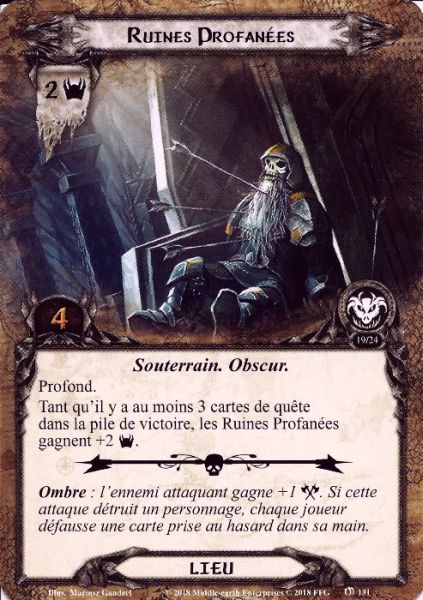 Ruines Profanées
2
4
19/24
Souterrain. Obscur.
Profond.
Tant qu'il y a au moins 3 cartes de quête
dans la pile de victoire, les Ruines Profanées
gagnent +2 .
Ombre : l'ennemi attaquant gagne +1 . Si cette
attaque détruit un personnage, chaque joueur
défausse une carte prise au hasard dans sa main.
LIEU
Illus. Mariusz Gandzel © 2018 Middle-earth Enterprises © 2018 FFG 131